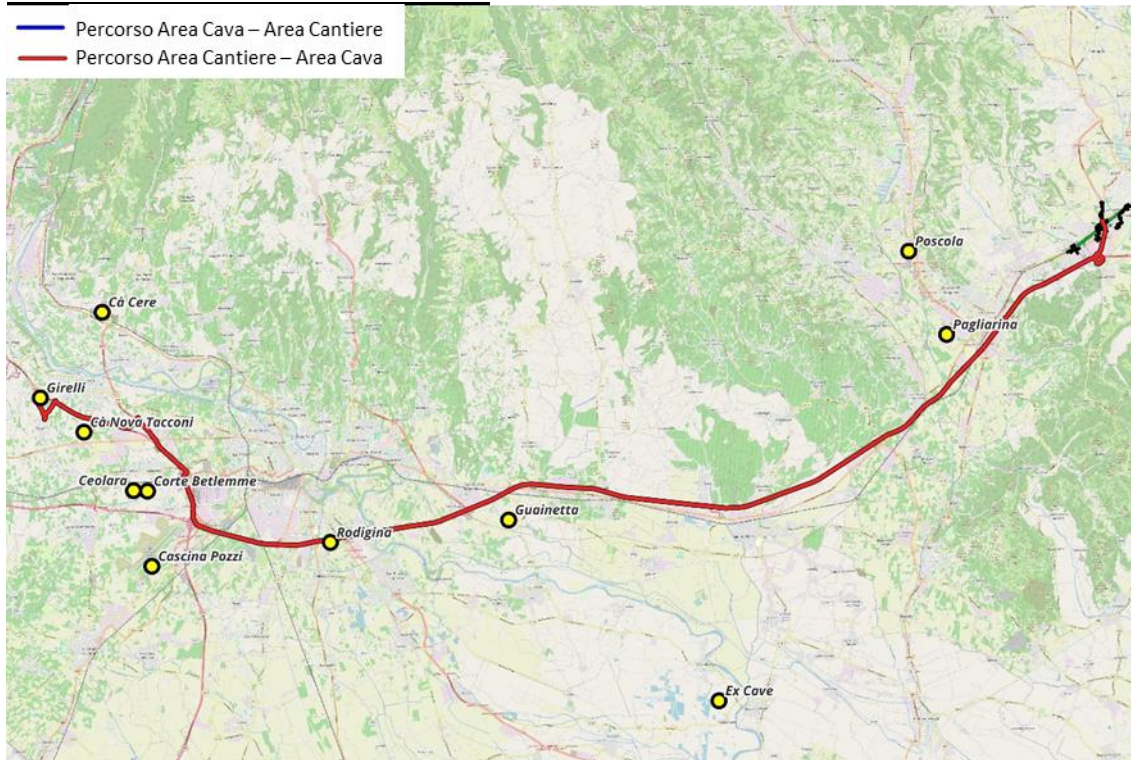 Percorso Area Cava – Area Cantiere
Percorso Area Cantiere – Area Cava
Poscola
Cà Cere
Pagliarina
Girelli
Cà Nova Tacconi
Ceolara
Corte Betlemme
Guainetta
Rodigina
Cascina Pozzi
Ex Cave